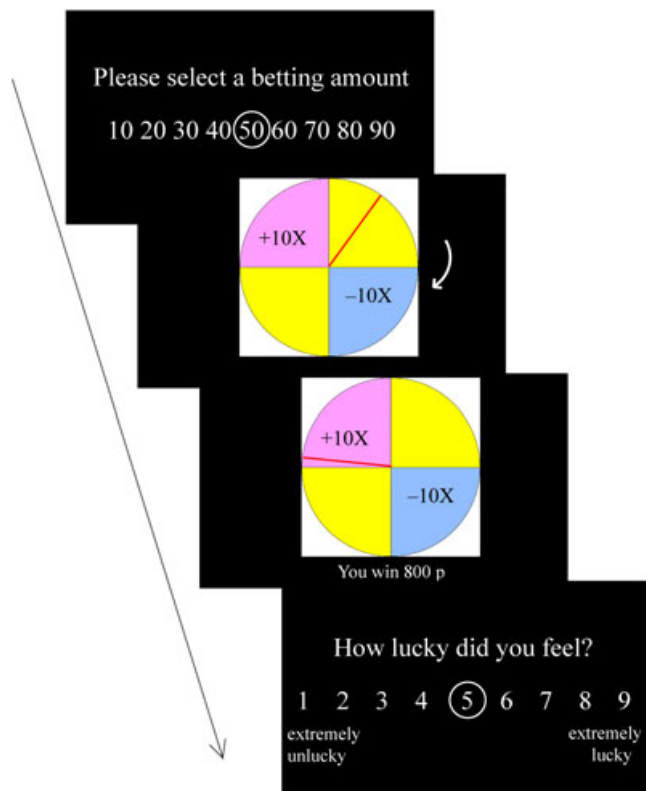 Please select a betting amount
10 20 30 40 50 60 70 80 90
+10X
–10X
+10X
–10X
You win 800 p
How lucky did you feel?
1 2 3 4 5 6 7 8 9
extremely unlucky
extremely lucky